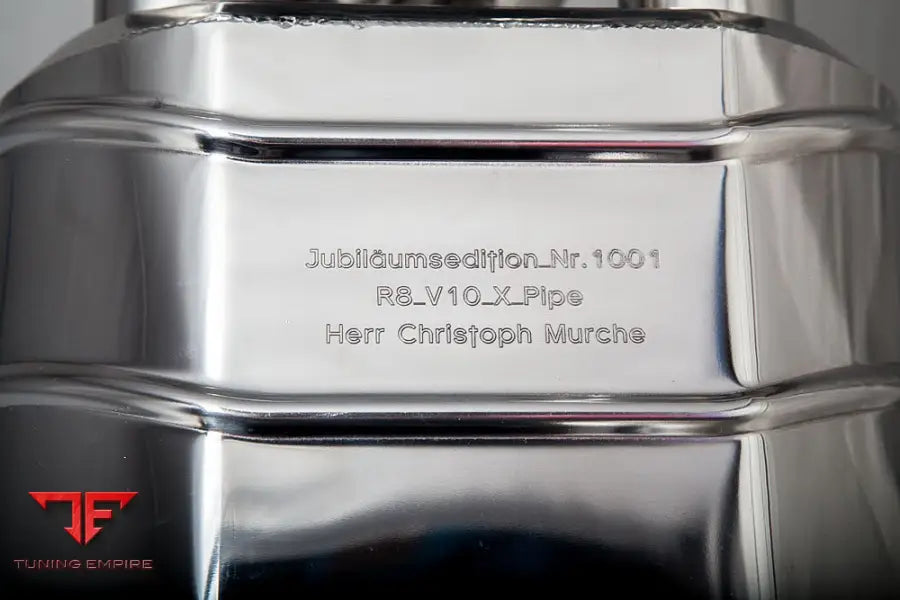 Jubiläumsedition_Nr.1001
R8_V10_X_Pipe
Herr Christoph Murche
TUNING EMPIRE